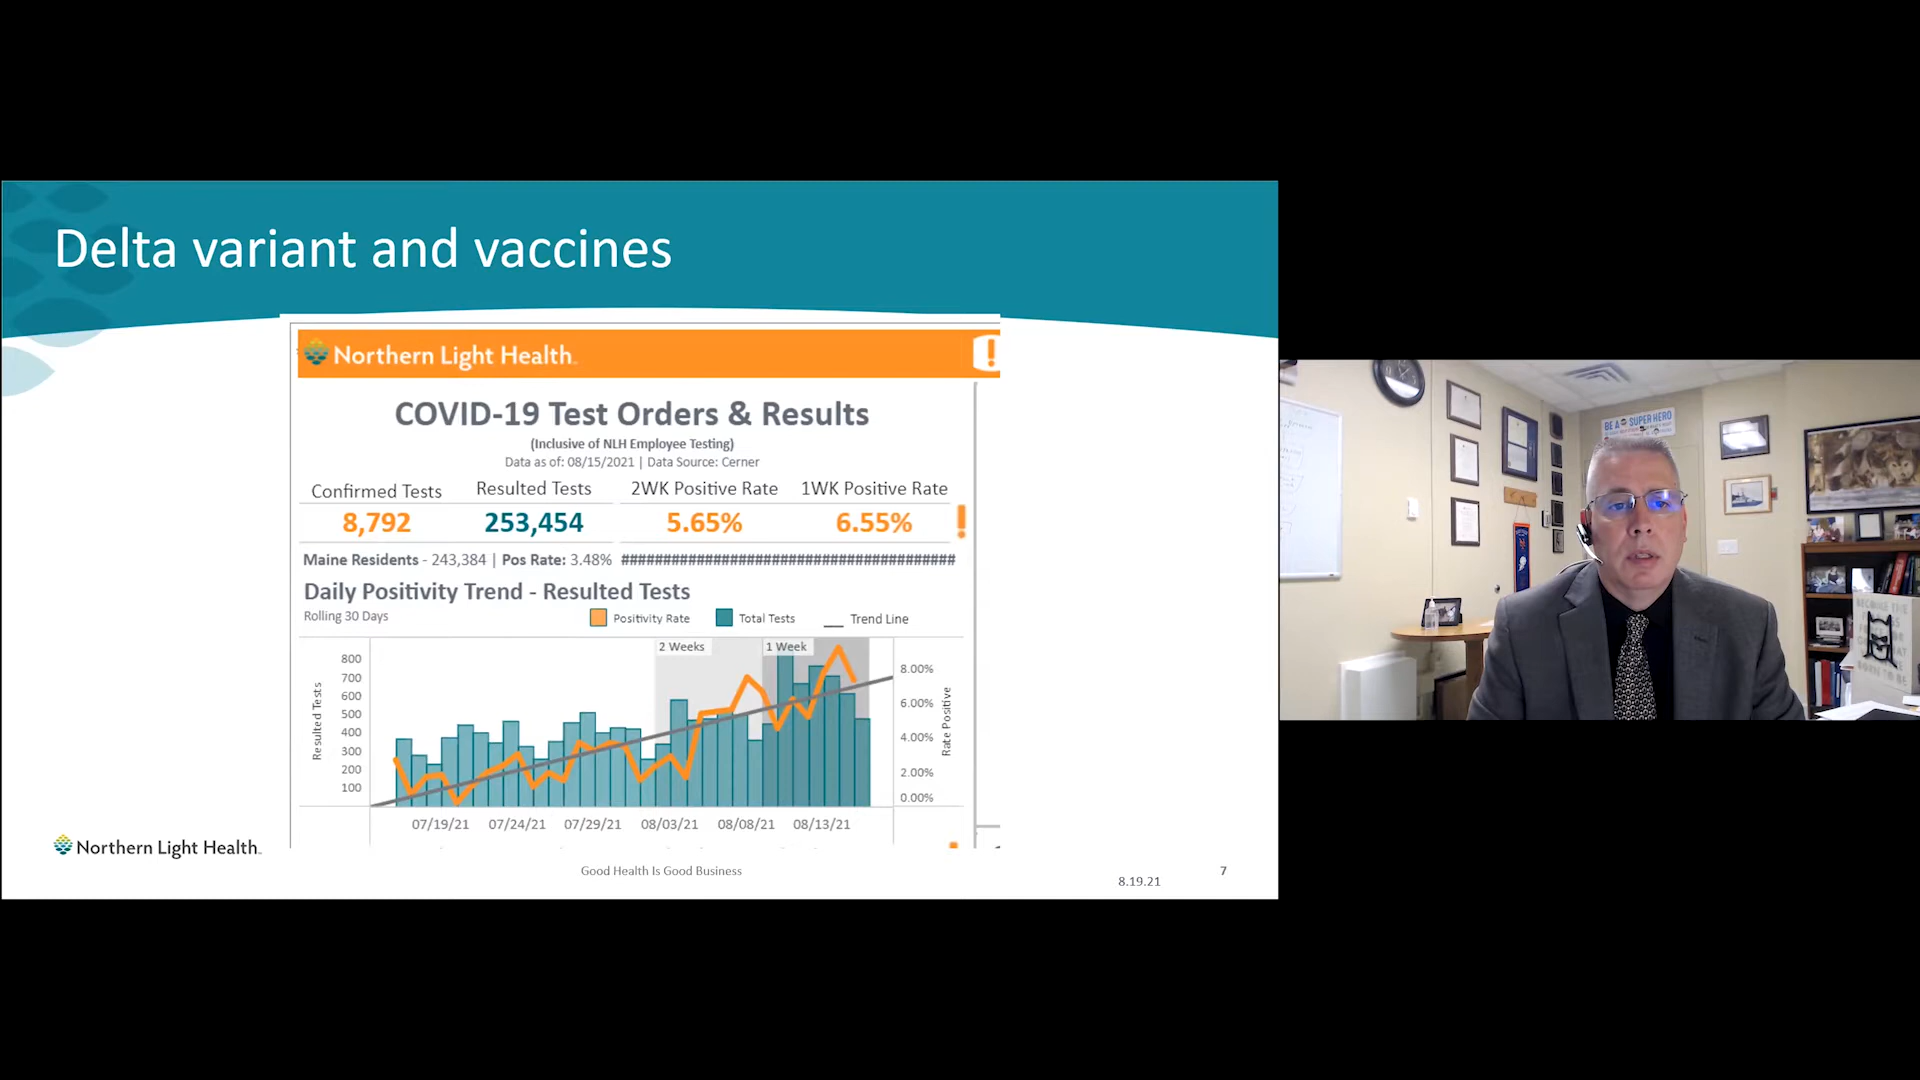 Delta variant and vaccines
Northern Light Health
COVID-19 Test Orders & Results
(Inclusive of NLH Employee Testing)
Data as of: 08/15/2021 | Data Source: Cerner
Confirmed Tests Resulted Tests 2WK Positive Rate 1WK Positive Rate
8,792 253,454 5.65% 6.55% !
Maine Residents - 243,384 | Pos Rate: 3.48% ########################################
Daily Positivity Trend - Resulted Tests
Rolling 30 Days
Positivity Rate Total Tests Trend Line
2 Weeks 1 Week
Resulted Tests
800
700
600
500
400
300
200
100
8.00%
6.00%
4.00%
2.00%
0.00%
Rate Positive
07/19/21 07/24/21 07/29/21 08/03/21 08/08/21 08/13/21
Northern Light Health
Good Health Is Good Business
8.19.21
7
BE A SUPER HERO